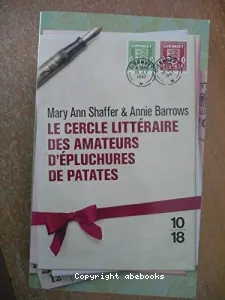 Mary Ann Shaffer & Annie Barrows
LE CERCLE LITTÉRAIRE
DES AMATEURS
D'ÉPLUCHURES
DE PATATES
10
18
Copyright abebooks